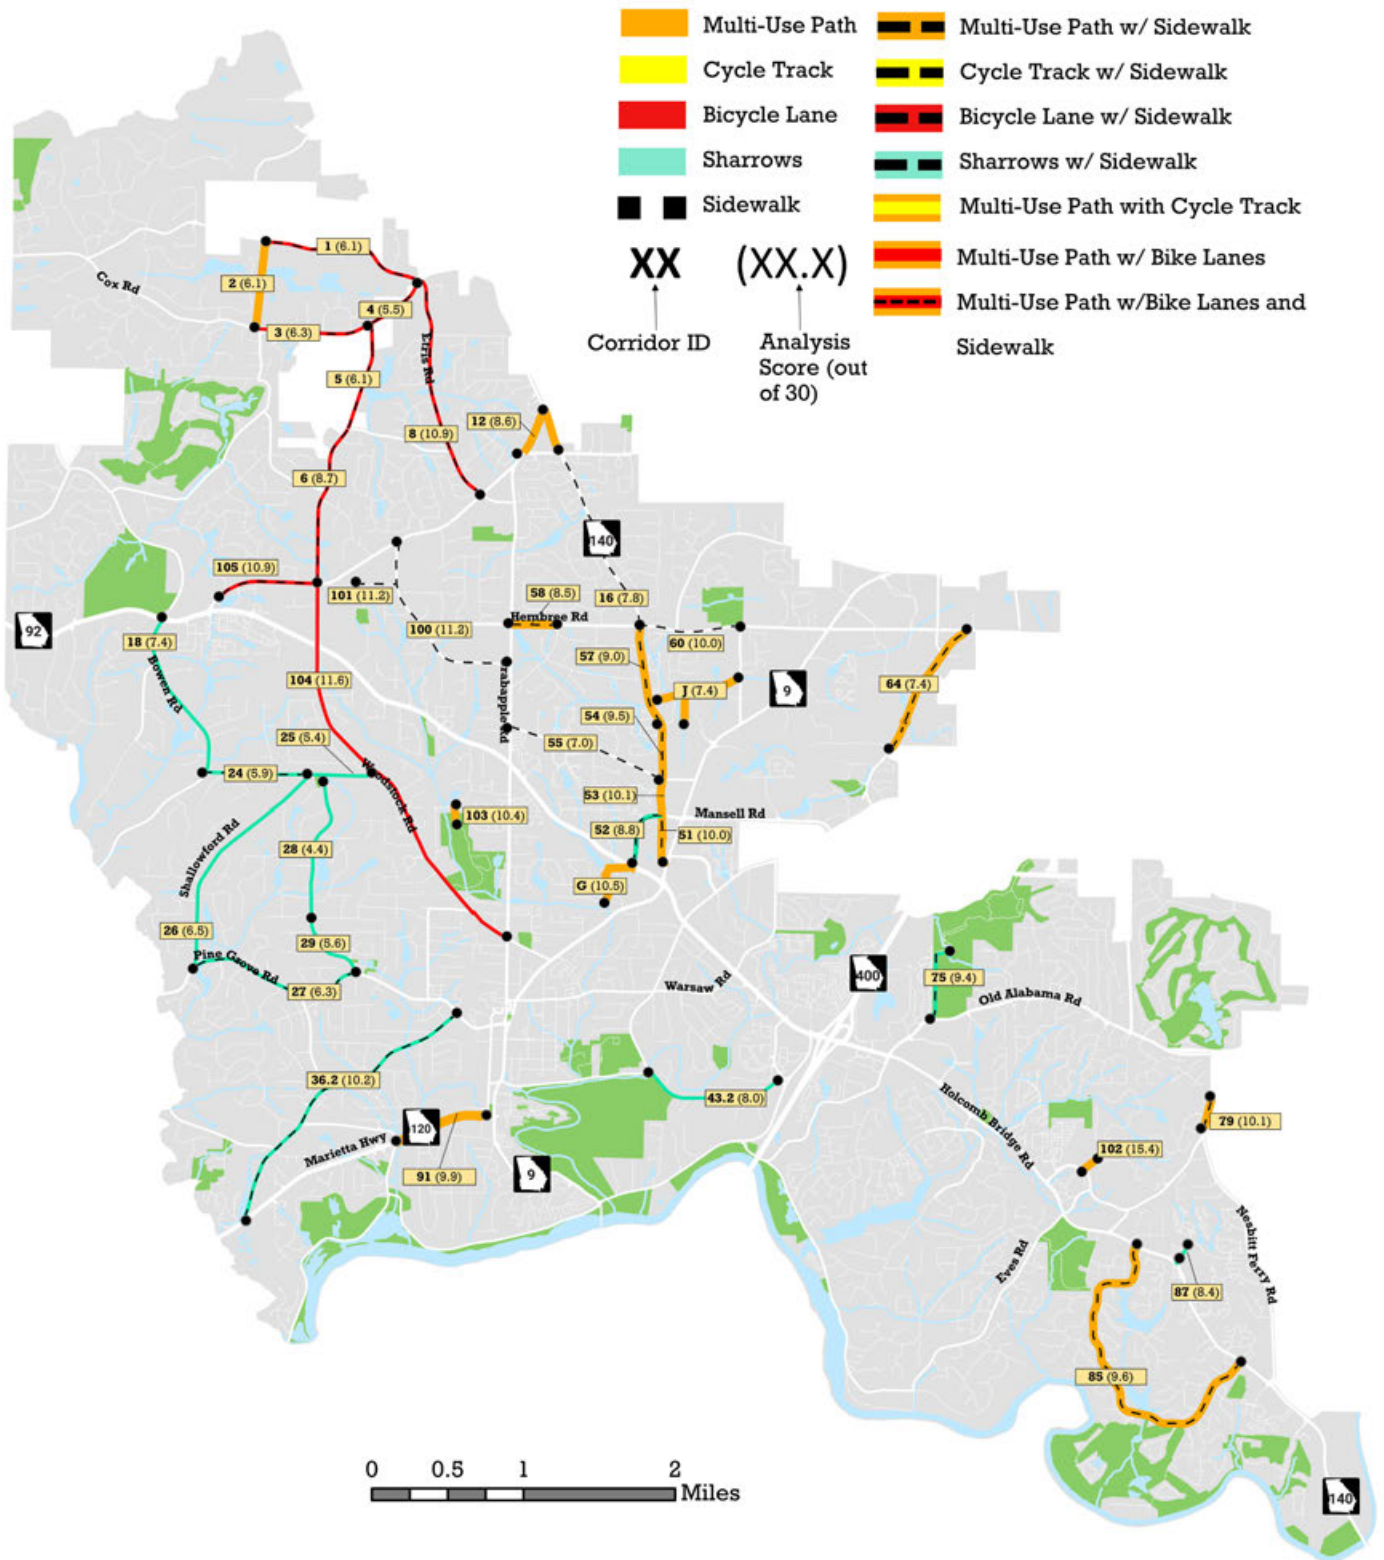 Multi-Use Path
Multi-Use Path w/ Sidewalk
Cycle Track
Cycle Track w/ Sidewalk
Bicycle Lane
Bicycle Lane w/ Sidewalk
Sharrows
Sharrows w/ Sidewalk
Sidewalk
Multi-Use Path with Cycle Track
XX
(XX.X)
Multi-Use Path w/ Bike Lanes
Multi-Use Path w/Bike Lanes and
Sidewalk
Corridor ID
Analysis
Score (out
of 30)
1 (6.1)
2 (6.1)
Cox Rd
4 (5.5)
3 (6.3)
Etris Rd
5 (6.1)
12 (8.6)
8 (10.9)
6 (8.7)
140
105 (10.9)
101 (11.2)
58 (8.5)
16 (7.8)
Hembree Rd
92
18 (7.4)
100 (11.2)
60 (10.0)
57 (9.0)
Bowen Rd
104 (11.6)
rabapple Rd
J (7.4)
9
64 (7.4)
54 (9.5)
25 (5.4)
55 (7.0)
24 (5.9)
Woodstock Rd
53 (10.1)
103 (10.4)
Mansell Rd
52 (8.8)
51 (10.0)
Shallowford Rd
28 (4.4)
G (10.5)
26 (6.5)
29 (5.6)
Pine Grove Rd
27 (6.3)
400
75 (9.4)
Warsaw Rd
Old Alabama Rd
36.2 (10.2)
43.2 (8.0)
Holcomb Bridge Rd
79 (10.1)
120
Marietta Hwy
102 (15.4)
91 (9.9)
9
Nesbitt Ferry Rd
Eves Rd
87 (8.4)
85 (9.6)
0 0.5 1 2
Miles
140